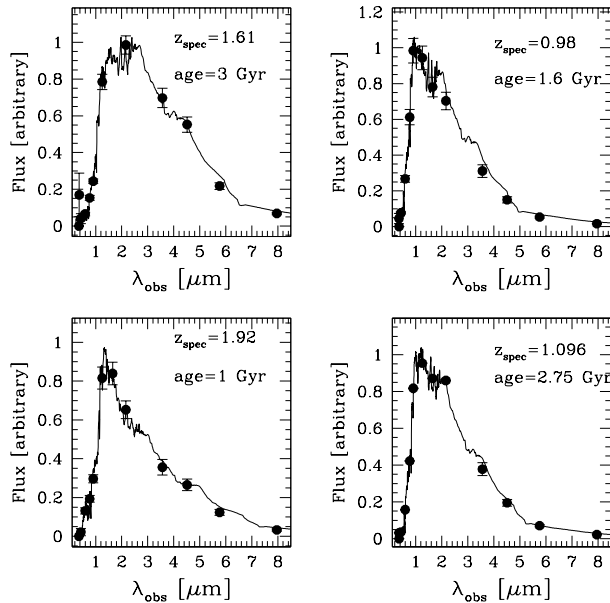 z_spec=1.61
age=3 Gyr
Flux [arbitrary]
1
0.8
0.6
0.4
0.2
0
1 2 3 4 5 6 7 8
λ_obs [μm]
z_spec=0.98
age=1.6 Gyr
Flux [arbitrary]
1.2
1
0.8
0.6
0.4
0.2
0
1 2 3 4 5 6 7 8
λ_obs [μm]
z_spec=1.92
age=1 Gyr
Flux [arbitrary]
1
0.8
0.6
0.4
0.2
0
1 2 3 4 5 6 7 8
λ_obs [μm]
z_spec=1.096
age=2.75 Gyr
Flux [arbitrary]
1
0.8
0.6
0.4
0.2
0
1 2 3 4 5 6 7 8
λ_obs [μm]